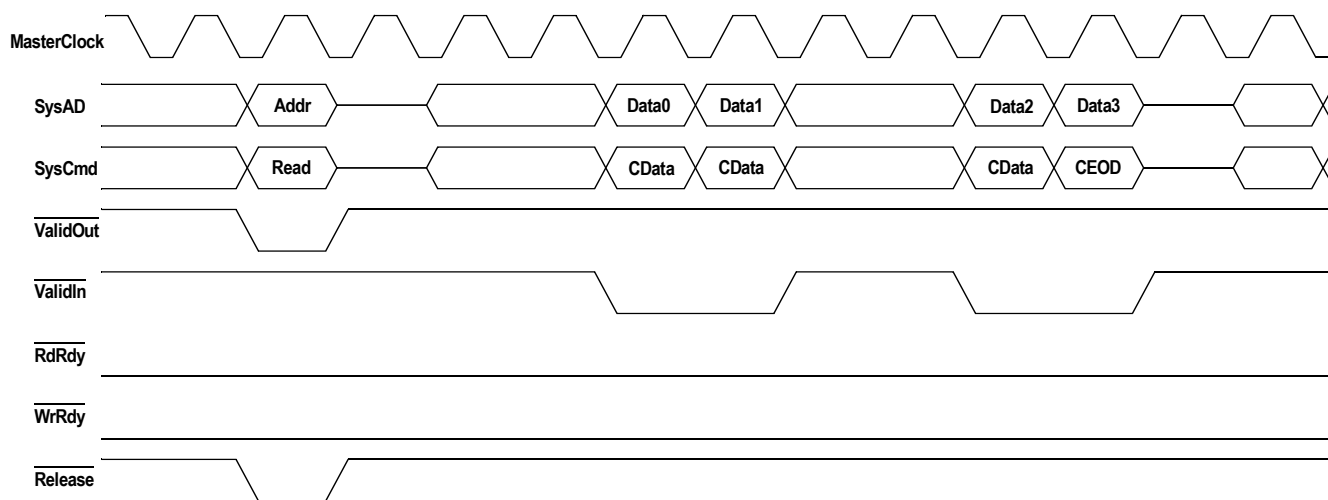 MasterClock
SysAD Addr Data0 Data1 Data2 Data3
SysCmd Read CData CData CData CEOD
ValidOut
ValidIn
RdRdy
WrRdy
Release